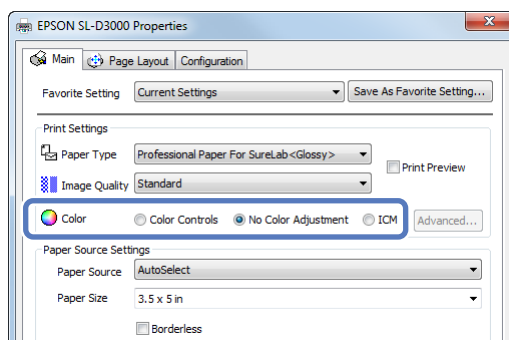 EPSON SL-D3000 Properties
Main Page Layout Configuration
Favorite Setting Current Settings Save As Favorite Setting...
Print Settings
Paper Type Professional Paper For SureLab<Glossy> Print Preview
Image Quality Standard
Color Color Controls No Color Adjustment ICM Advanced...
Paper Source Settings
Paper Source AutoSelect
Paper Size 3.5 x 5 in
Borderless